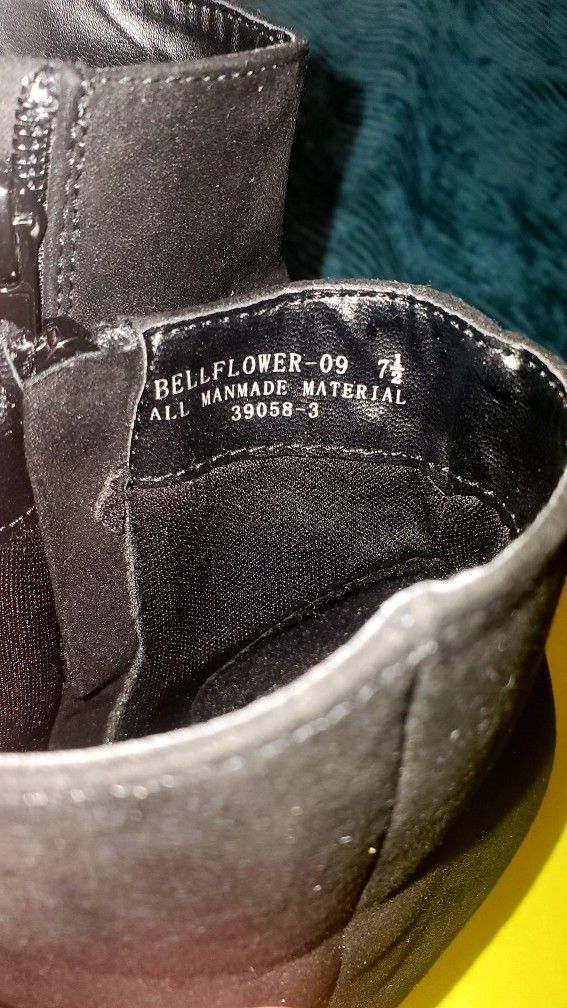 BELLFLOWER-09 7½
ALL MANMADE MATERIAL
39058-3